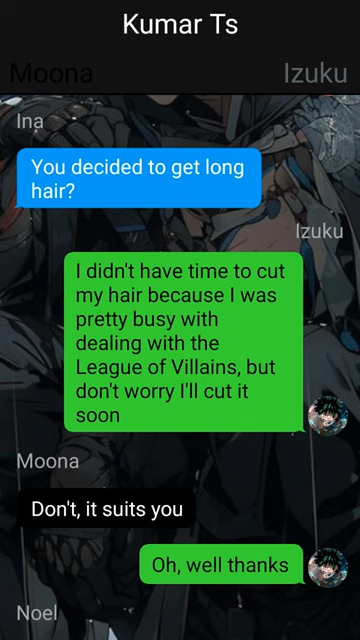 Kumar Ts
Moona
Izuku
Ina
You decided to get long
hair?
Izuku
I didn't have time to cut
my hair because I was
pretty busy with
dealing with the
League of Villains, but
don't worry I'll cut it
soon
Moona
Don't, it suits you
Oh, well thanks
Noel